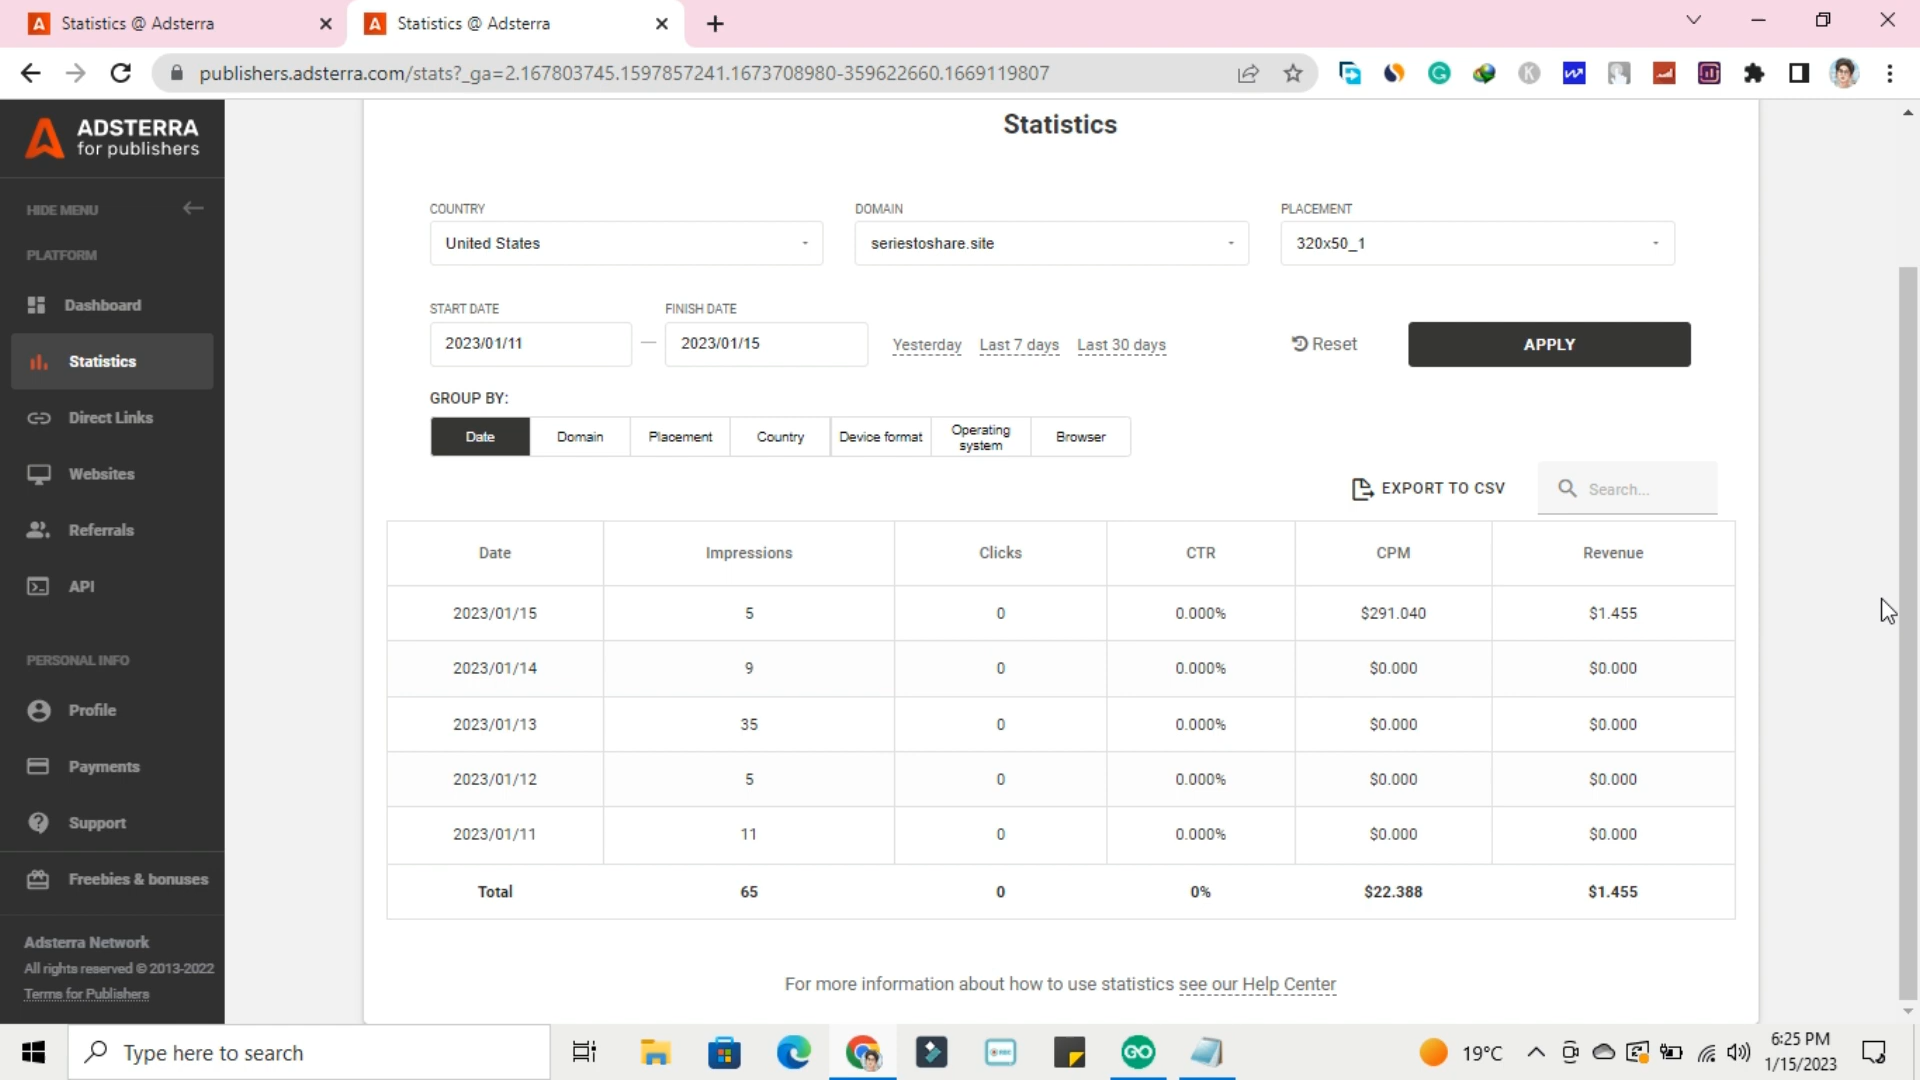 Statistics @ Adsterra
Statistics @ Adsterra
publishers.adsterra.com/stats?_ga=2.167803745.1597857241.1673708980-359622660.1669119807
ADSTERRA
for publishers
HIDE MENU
PLATFORM
Dashboard
Statistics
Direct Links
Websites
Referrals
API
PERSONAL INFO
Profile
Payments
Support
Freebies & bonuses
Adsterra Network
All rights reserved © 2013-2022
Terms for Publishers
Statistics
COUNTRY DOMAIN PLACEMENT
United States seriestoshare.site 320x50_1
START DATE FINISH DATE
2023/01/11 — 2023/01/15 Yesterday Last 7 days Last 30 days Reset APPLY
GROUP BY:
Date Domain Placement Country Device format Operating system Browser
EXPORT TO CSV Search...
Date Impressions Clicks CTR CPM Revenue
2023/01/15 5 0 0.000% $291.040 $1.455
2023/01/14 9 0 0.000% $0.000 $0.000
2023/01/13 35 0 0.000% $0.000 $0.000
2023/01/12 5 0 0.000% $0.000 $0.000
2023/01/11 11 0 0.000% $0.000 $0.000
Total 65 0 0% $22.388 $1.455
For more information about how to use statistics see our Help Center
Type here to search
19°C
6:25 PM
1/15/2023